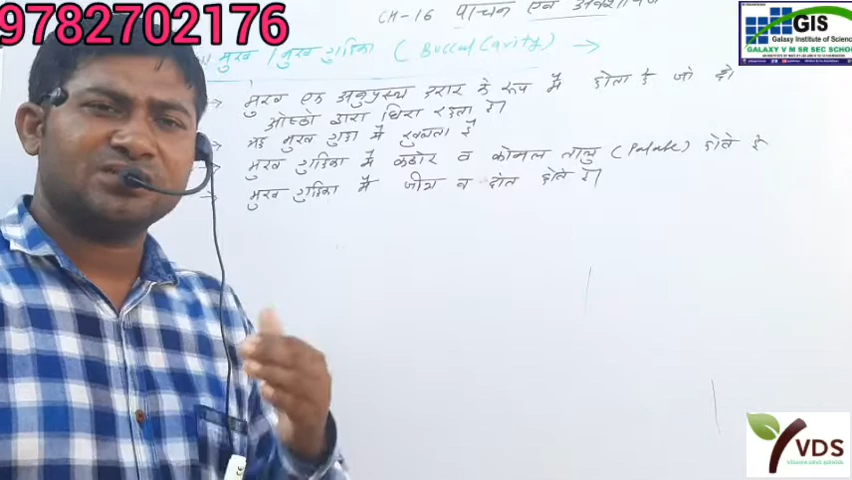 9782702176
CH-16 पाचन एवं अवशोषण
मुख / मुख गुहिका ( Buccal Cavity ) →
→ मुख एक अनुप्रस्थ दरार के रूप में होता है जो दो
ओष्ठो द्वारा घिरा रहता है।
→ यह मुख गुहा में खुलता है
→ मुख गुहिका में कठोर व कोमल तालु (Palate) होते है
→ मुख गुहिका में जीभ व दांत होते है।
GIS
Galaxy Institute of Science
GALAXY V M SR SEC SCHOOL
VDS